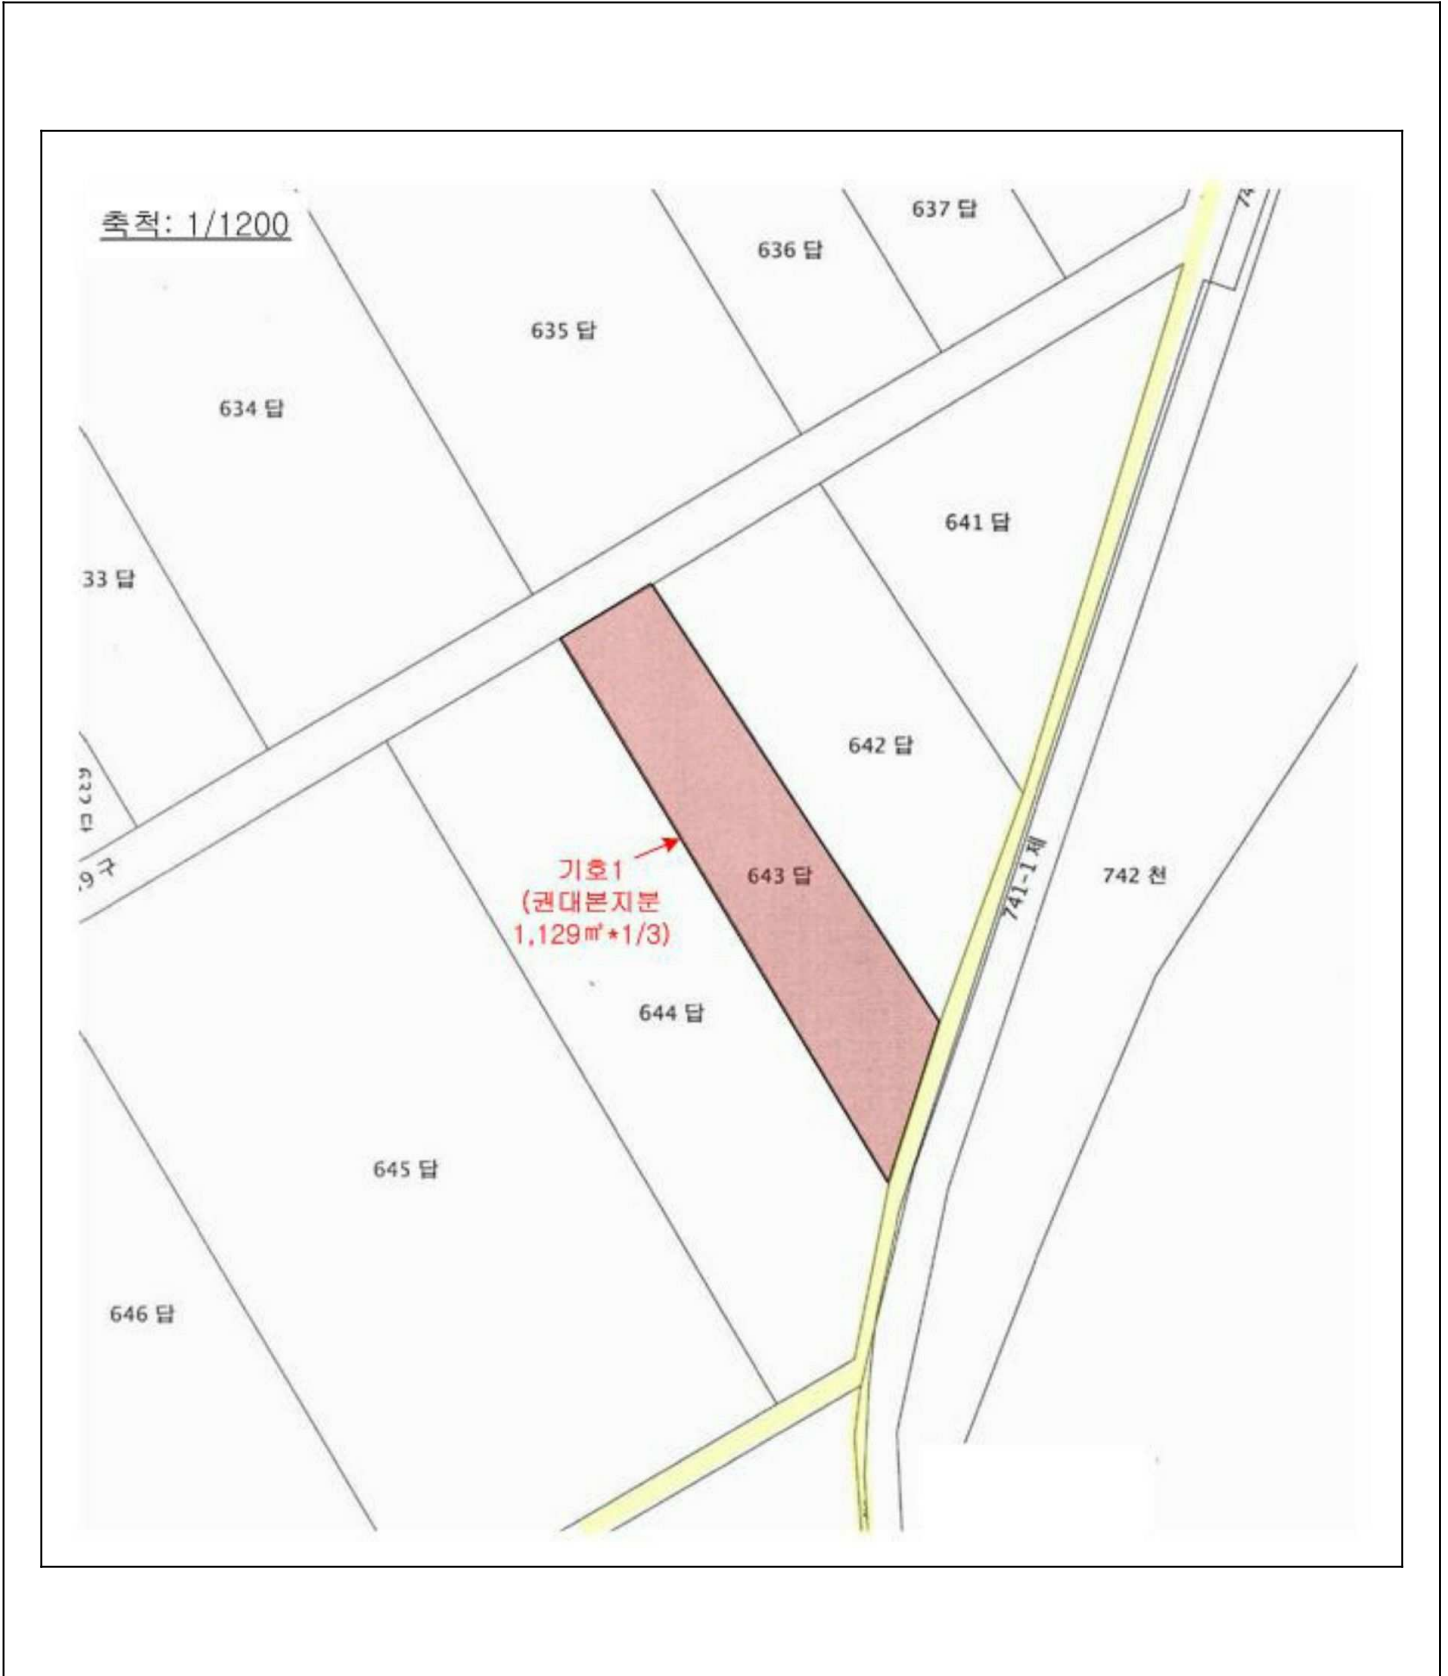 축척: 1/1200
637 답
636 답
635 답
634 답
641 답
33 답
642 답
기호1
(권대본지분
1,129㎡*1/3)
643 답
741-1 제
742 천
644 답
645 답
646 답